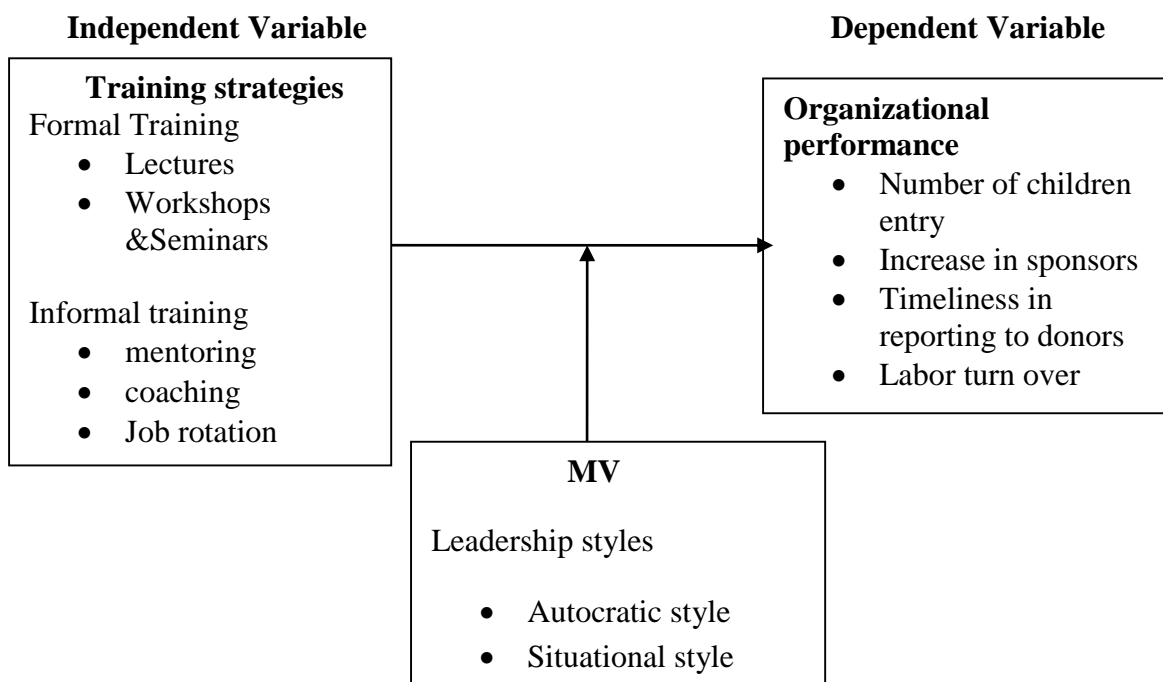 Independent Variable
Dependent Variable
Training strategies
Formal Training
• Lectures
• Workshops
&Seminars
Informal training
• mentoring
• coaching
• Job rotation
Organizational
performance
• Number of children
entry
• Increase in sponsors
• Timeliness in
reporting to donors
• Labor turn over
MV
Leadership styles
• Autocratic style
• Situational style